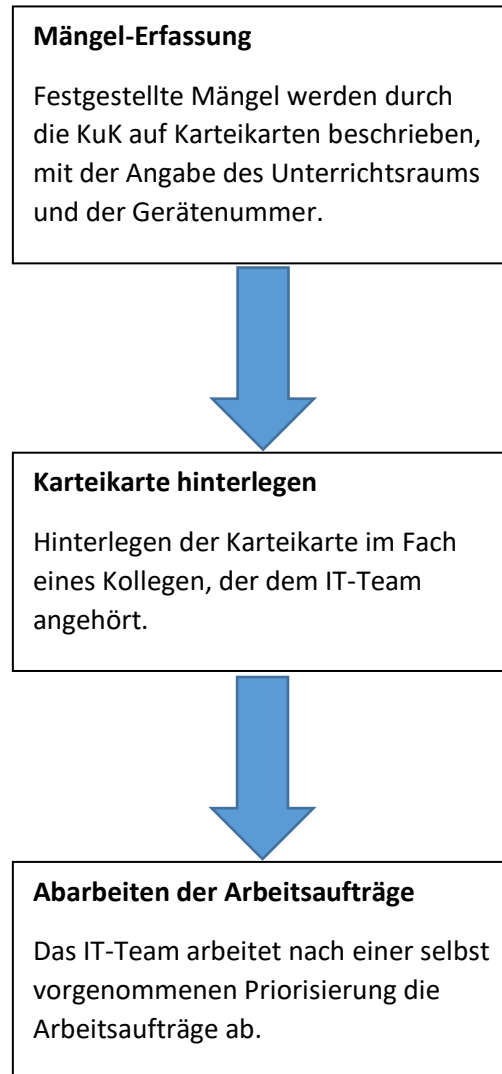 Mängel-Erfassung
Festgestellte Mängel werden durch
die KuK auf Karteikarten beschrieben,
mit der Angabe des Unterrichtsraums
und der Gerätenummer.
Karteikarte hinterlegen
Hinterlegen der Karteikarte im Fach
eines Kollegen, der dem IT-Team
angehört.
Abarbeiten der Arbeitsaufträge
Das IT-Team arbeitet nach einer selbst
vorgenommenen Priorisierung die
Arbeitsaufträge ab.